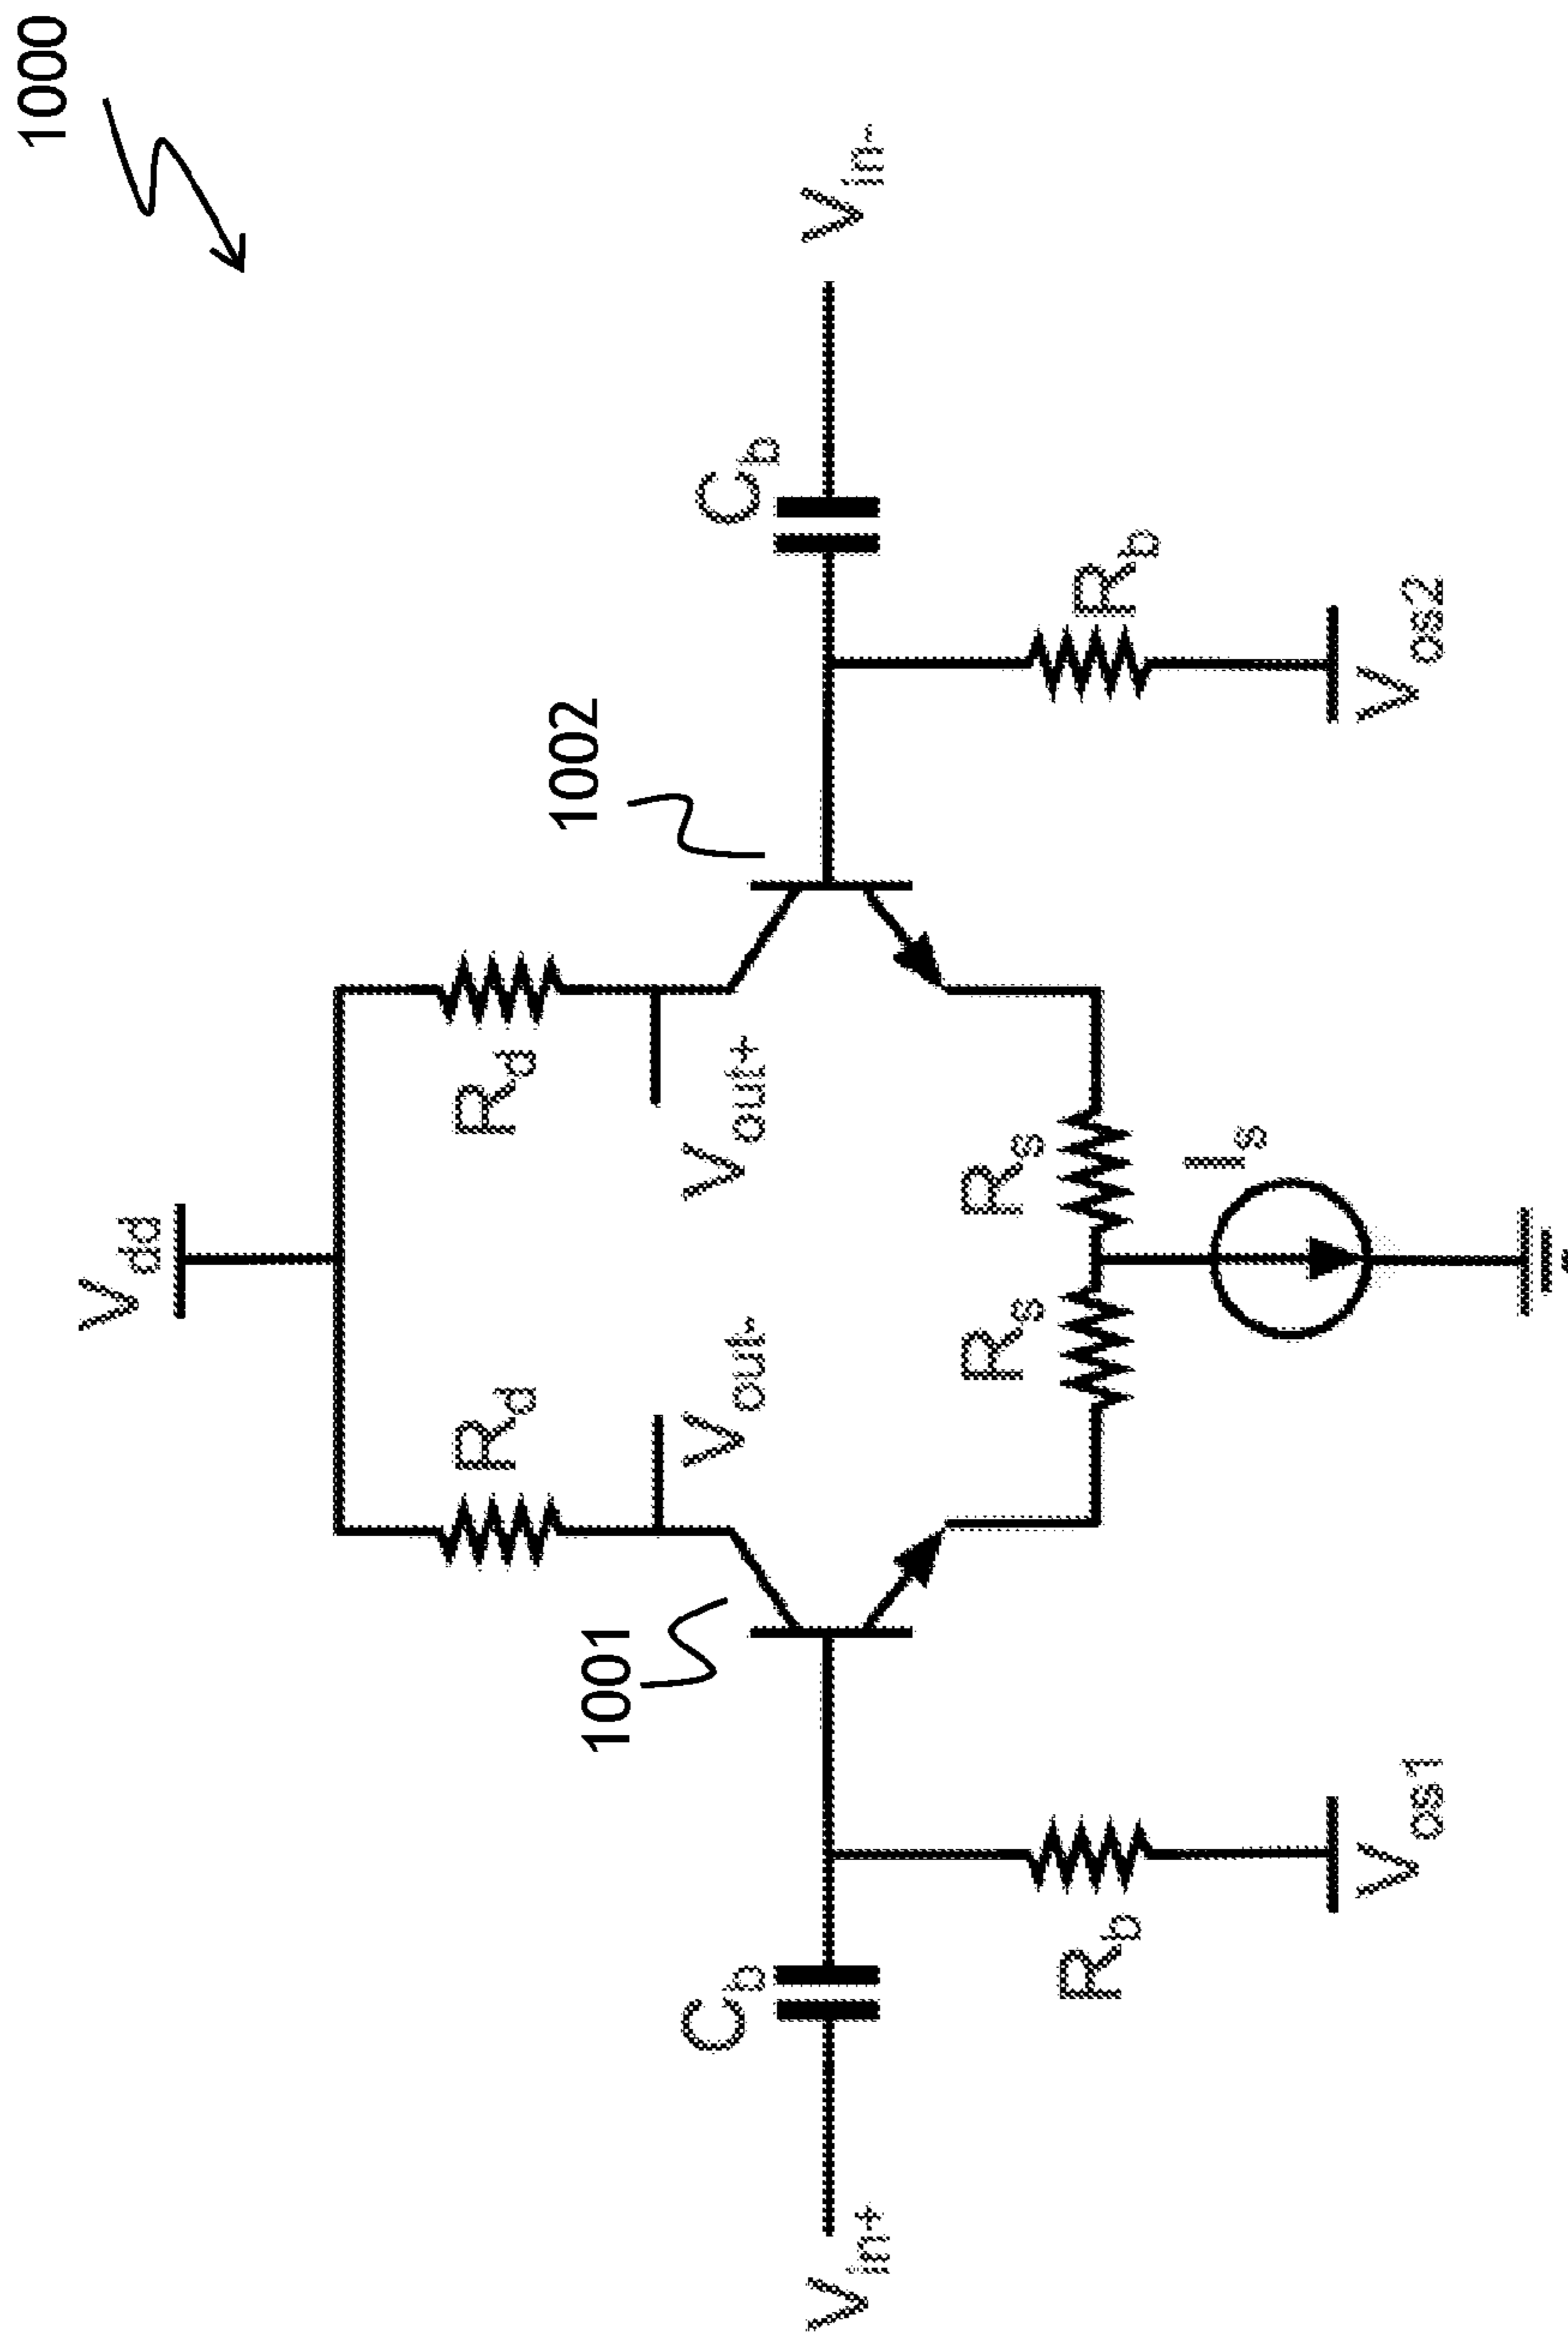 1000
Vdd
Rd
Rd
Vout-
Vout+
1001
1002
Vin+
Cb
Cb
Vin-
Rb
Rs
Rs
Rb
Is
Vos1
Vos2